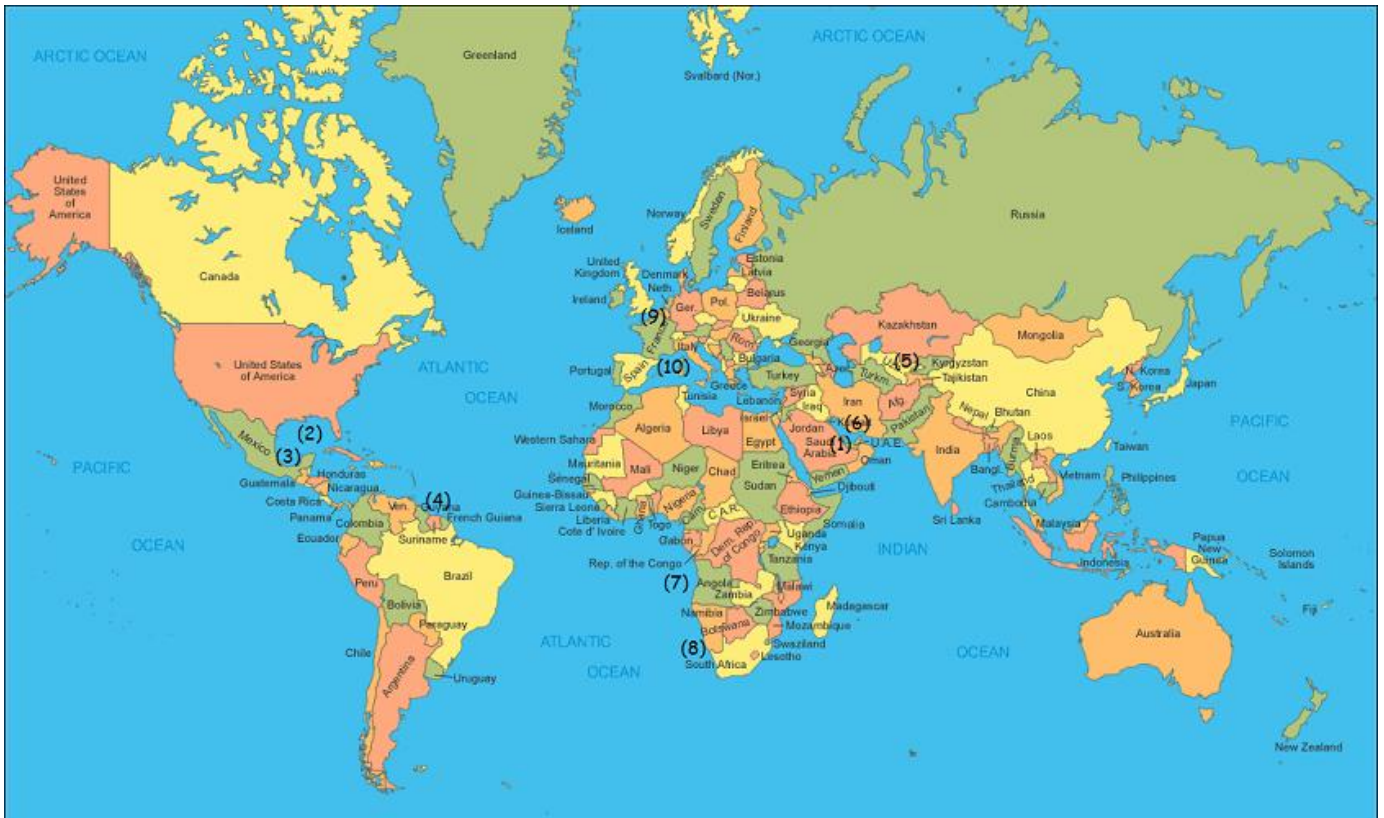 ARCTIC OCEAN
Greenland
Svalbard (Nor.)
ARCTIC OCEAN
United
States
of
America
Canada
Iceland
Norway
Sweden
Finland
Russia
Estonia
Latvia
United
Kingdom
Denmark
Neth.
Belarus
Ireland
Ger.
Pol.
(9)
Ukraine
Kazakhstan
Mongolia
France
Rom.
Italy
Georgia
United States
of America
ATLANTIC
OCEAN
Portugal
Spain
(10)
Bulgaria
Greece
Turkey
Azer.
Turkm.
(5)
Kyrgyzstan
Tajikistan
China
N. Korea
S. Korea
Japan
Tunisia
Lebanon
Syria
Iraq
Iran
Afg.
Morocco
Algeria
Libya
Israel
Egypt
Jordan
(6)
Pakistan
Nepal
Bhutan
PACIFIC
OCEAN
Mexico
(2)
(3)
Western Sahara
Saudi
Arabia
(1)
U.A.E.
Oman
India
Bangl.
Burma
Laos
Taiwan
Mauritania
Mali
Niger
Chad
Sudan
Eritrea
Yemen
Djibouti
Thailand
Vietnam
Philippines
Cambodia
PACIFIC
OCEAN
Honduras
Guatemala
Nicaragua
Costa Rica
Panama
(4)
Ven.
Guyana
French Guiana
Colombia
Suriname
Ecuador
Sénégal
Guinea-Bissau
Sierra Leona
Liberia
Cote d' Ivoire
Ghana
Togo
Nigeria
Cam.
C.A.R.
Ethiopia
Somalia
Sri Lanka
Malaysia
Gabon
Dem. Rep.
of Congo
Uganda
Kenya
INDIAN
Rep. of the Congo
Tanzania
Indonesia
Papua
New
Guinea
Solomon
Islands
Peru
Brazil
Bolivia
Paraguay
Chile
Argentina
Uruguay
(7)
Angola
Zambia
Malawi
Madagascar
Namibia
Zimbabwe
Botswana
Mozambique
Swaziland
Lesotho
(8)
South Africa
ATLANTIC
OCEAN
OCEAN
Fiji
Australia
New Zealand